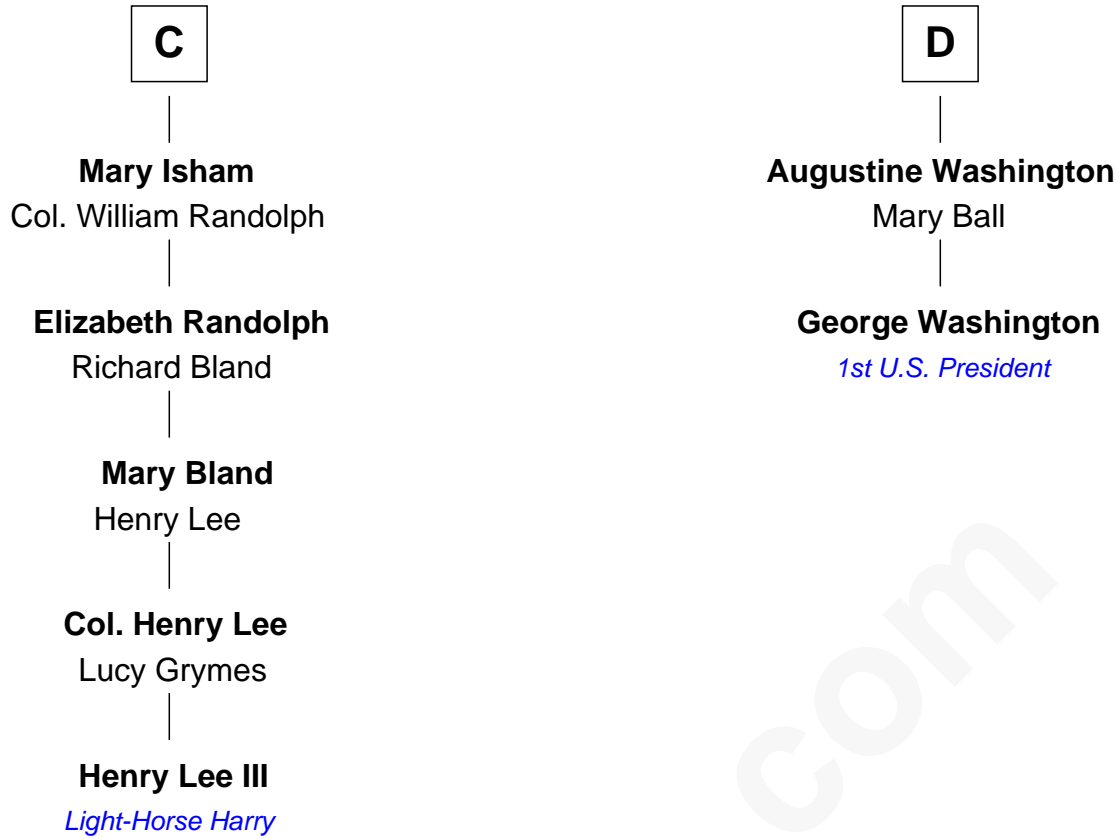 C
Mary Isham
Col. William Randolph
Elizabeth Randolph
Richard Bland
Mary Bland
Henry Lee
Col. Henry Lee
Lucy Grymes
Henry Lee III
Light-Horse Harry
D
Augustine Washington
Mary Ball
George Washington
1st U.S. President
com